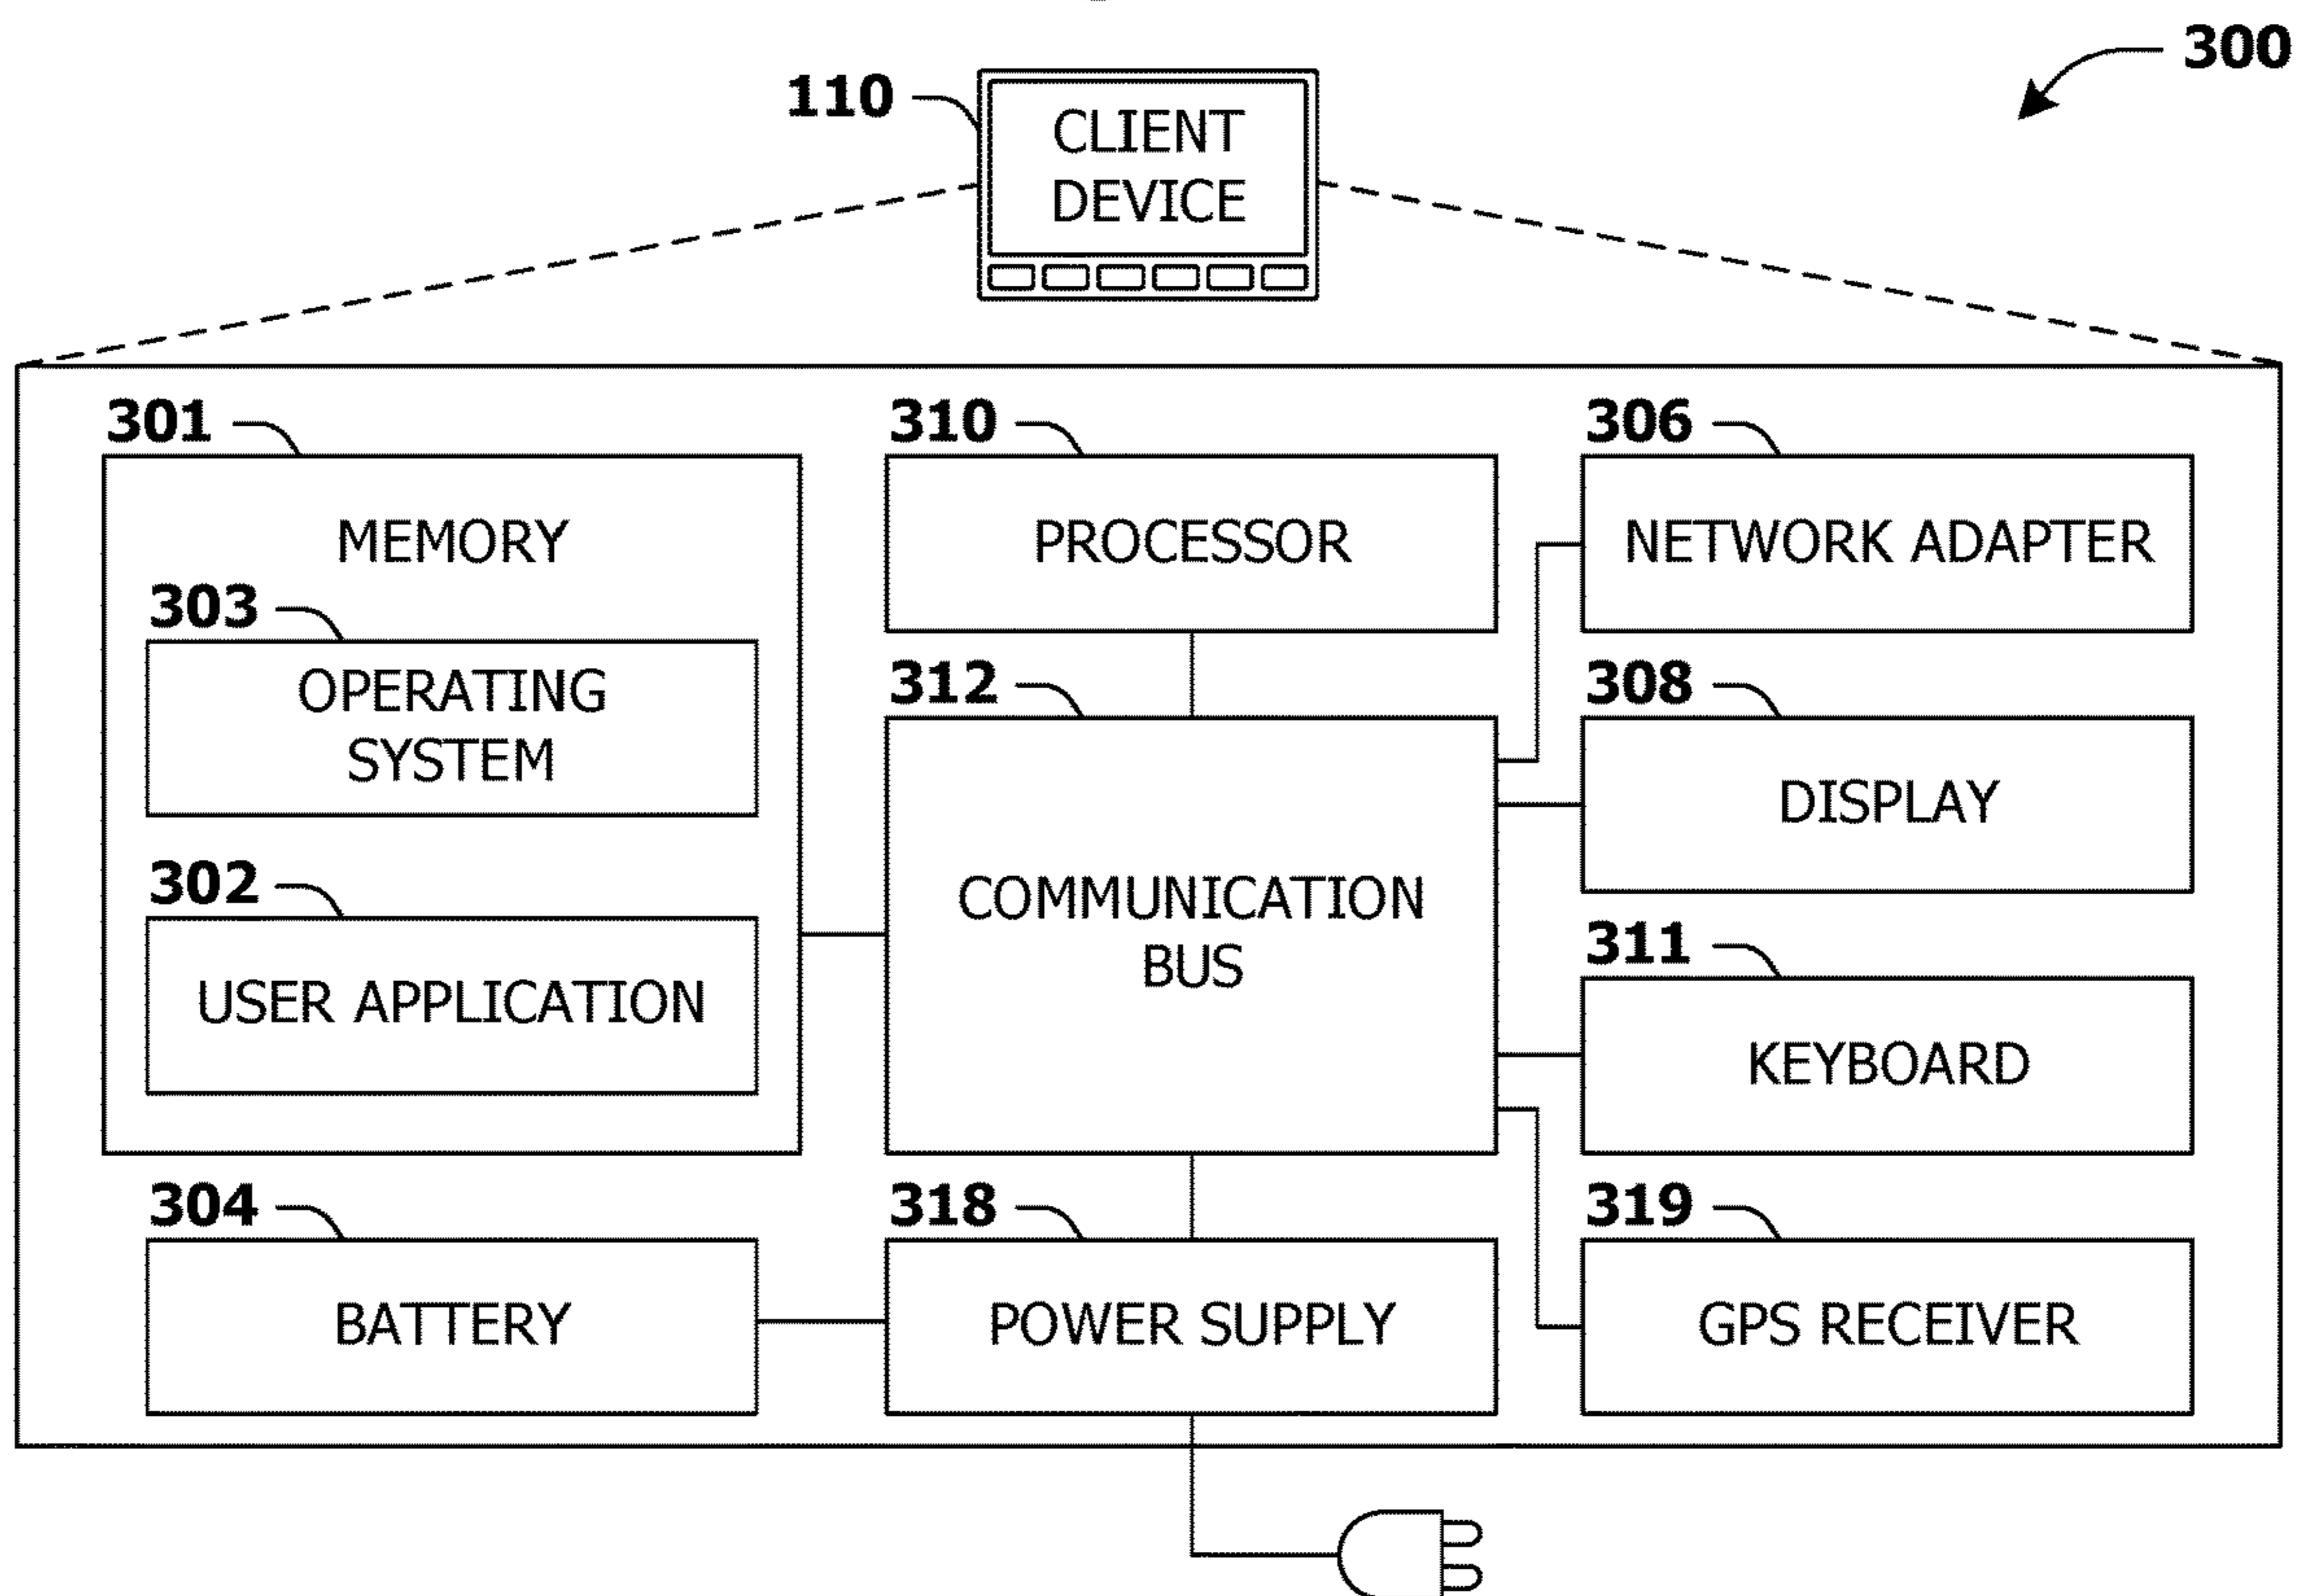 300
110
CLIENT
DEVICE
301
MEMORY
303
OPERATING
SYSTEM
302
USER APPLICATION
304
BATTERY
310
PROCESSOR
312
COMMUNICATION
BUS
318
POWER SUPPLY
306
NETWORK ADAPTER
308
DISPLAY
311
KEYBOARD
319
GPS RECEIVER